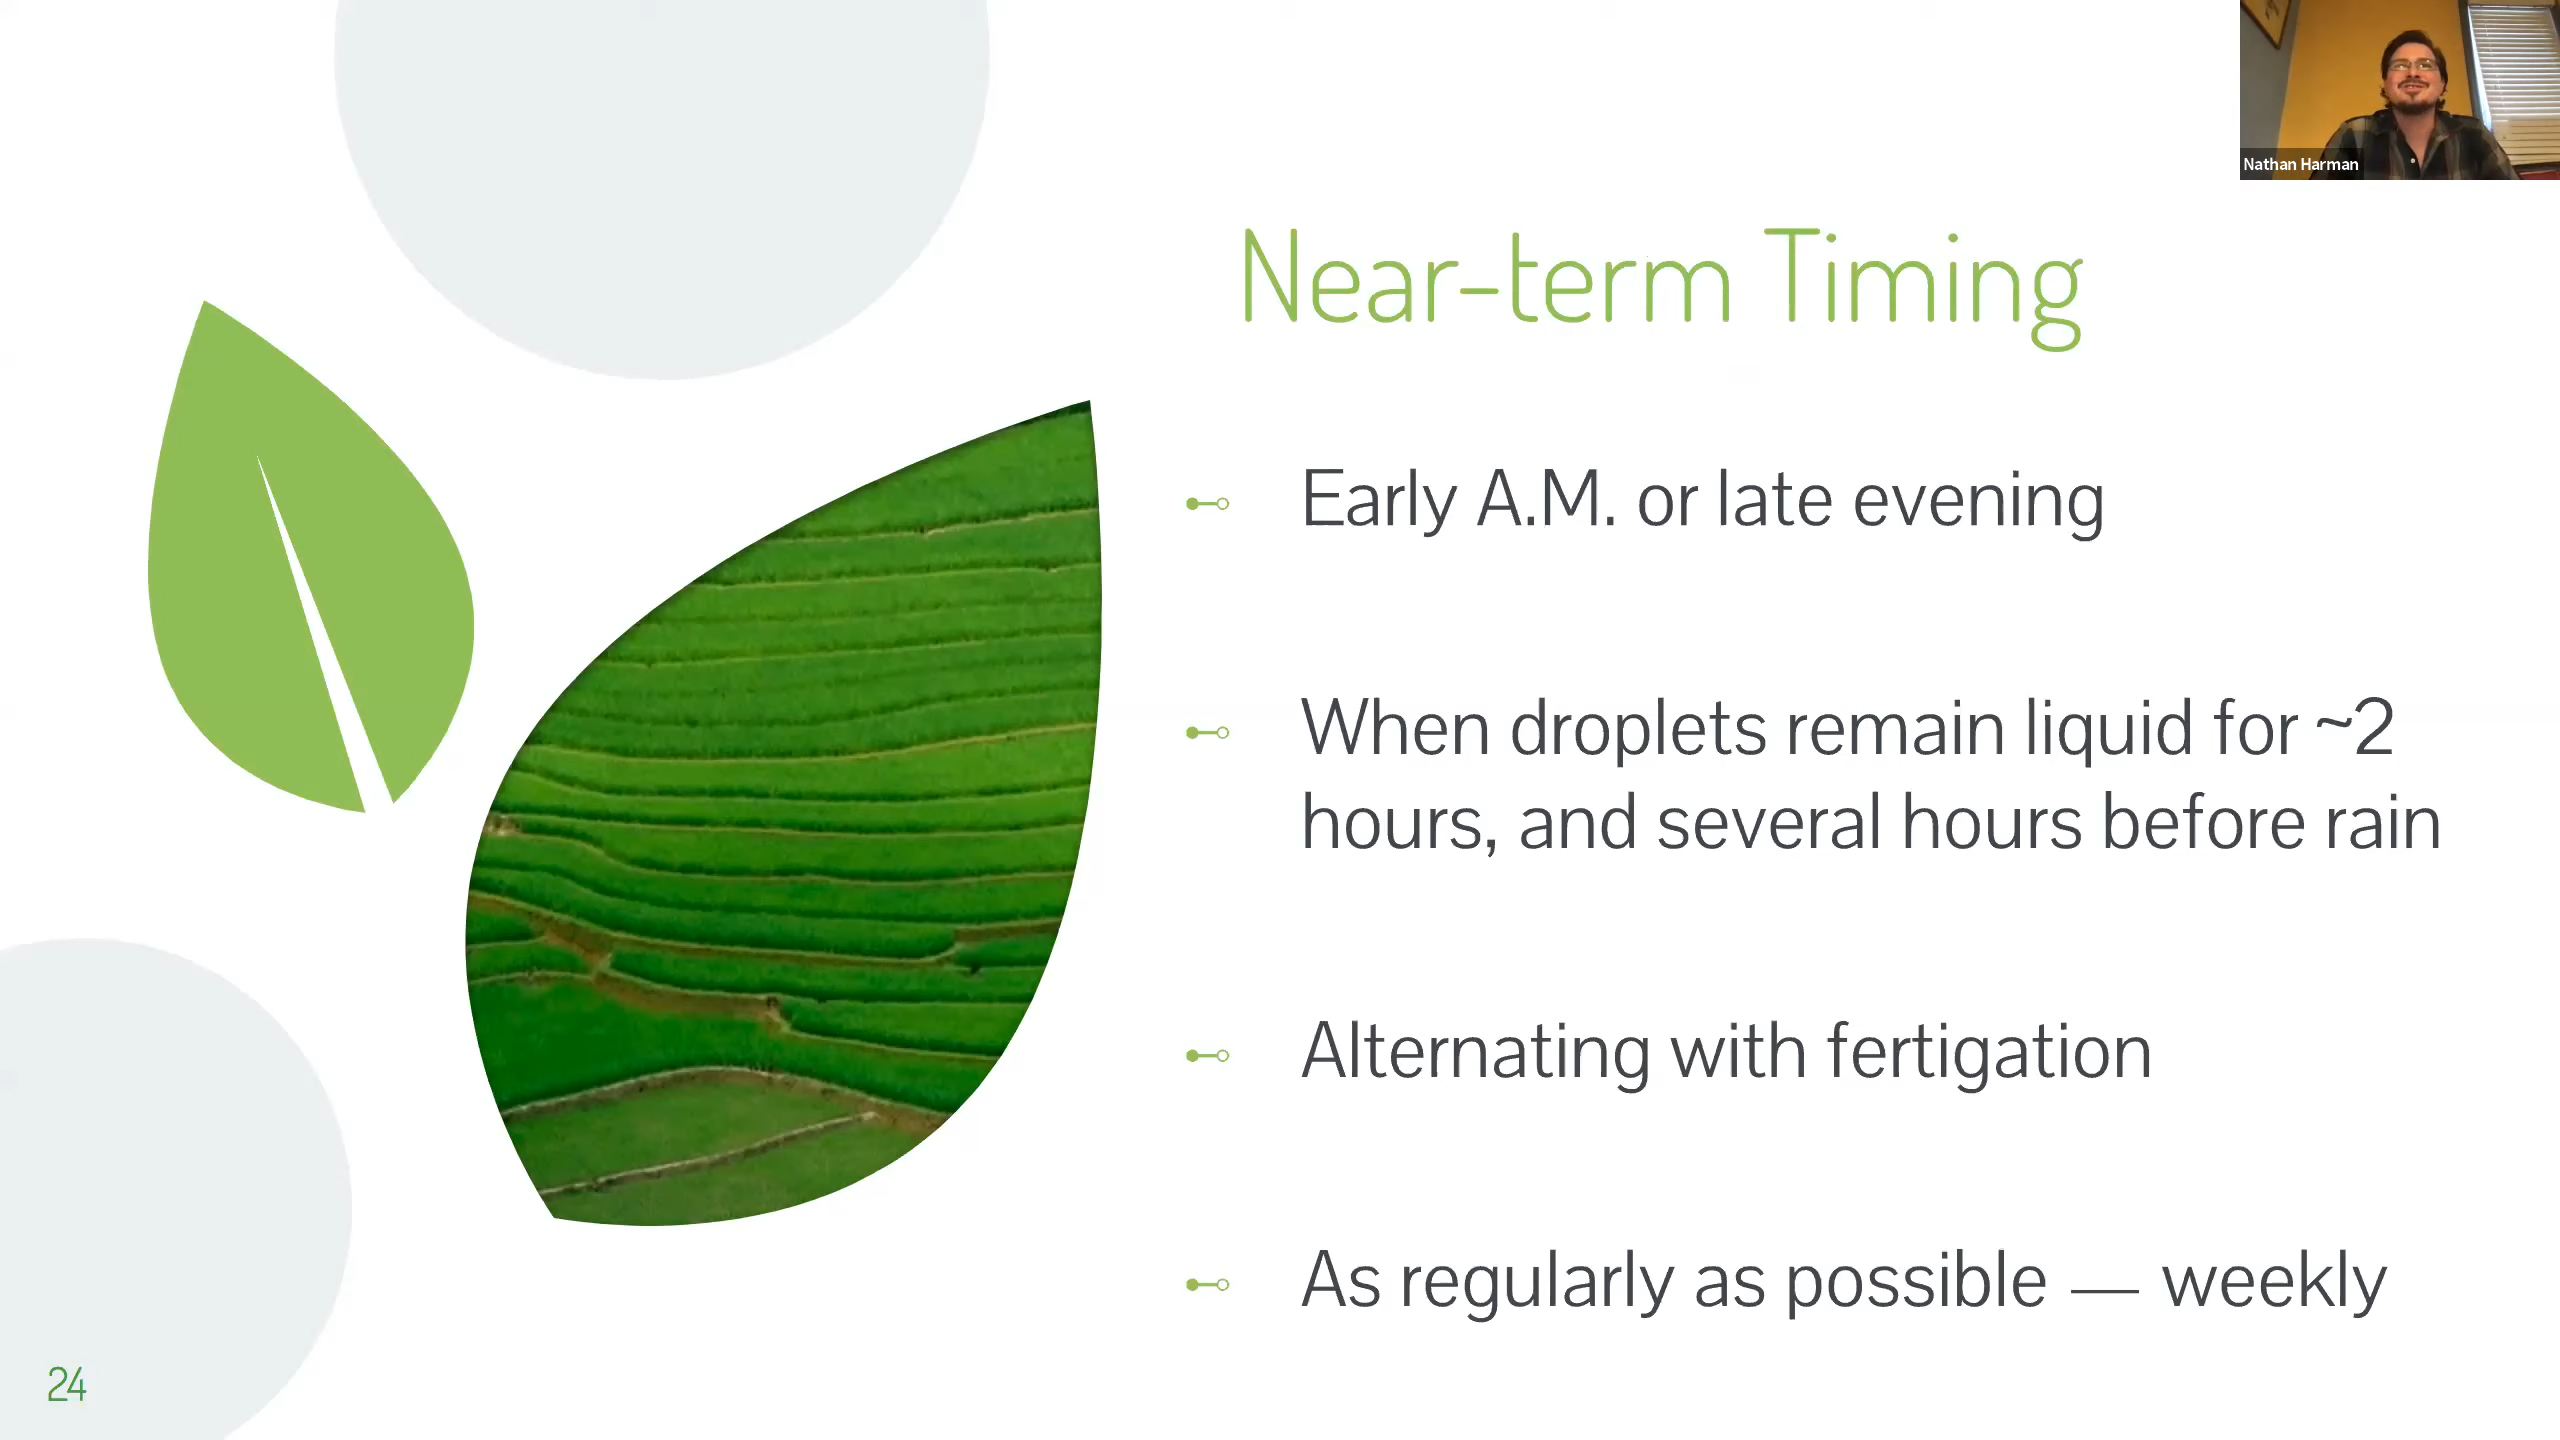 Nathan Harman
Near-term Timing
Early A.M. or late evening
When droplets remain liquid for ~2
hours, and several hours before rain
Alternating with fertigation
As regularly as possible — weekly
24